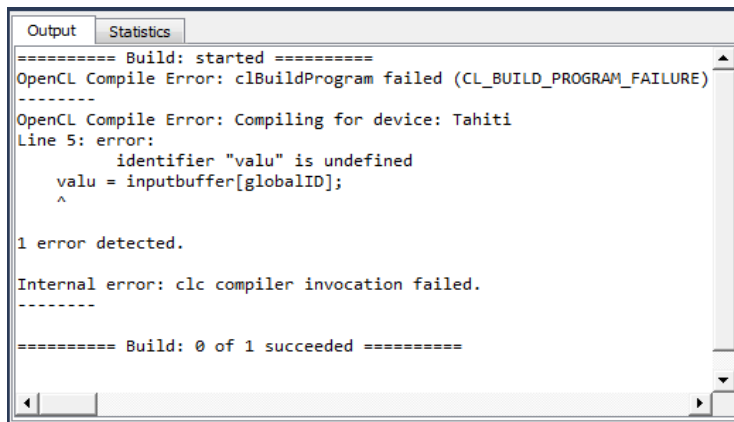 Output Statistics
========== Build: started ==========
OpenCL Compile Error: clBuildProgram failed (CL_BUILD_PROGRAM_FAILURE)
--------
OpenCL Compile Error: Compiling for device: Tahiti
Line 5: error:
identifier "valu" is undefined
valu = inputbuffer[globalID];
^
1 error detected.
Internal error: clc compiler invocation failed.
--------
========== Build: 0 of 1 succeeded ==========